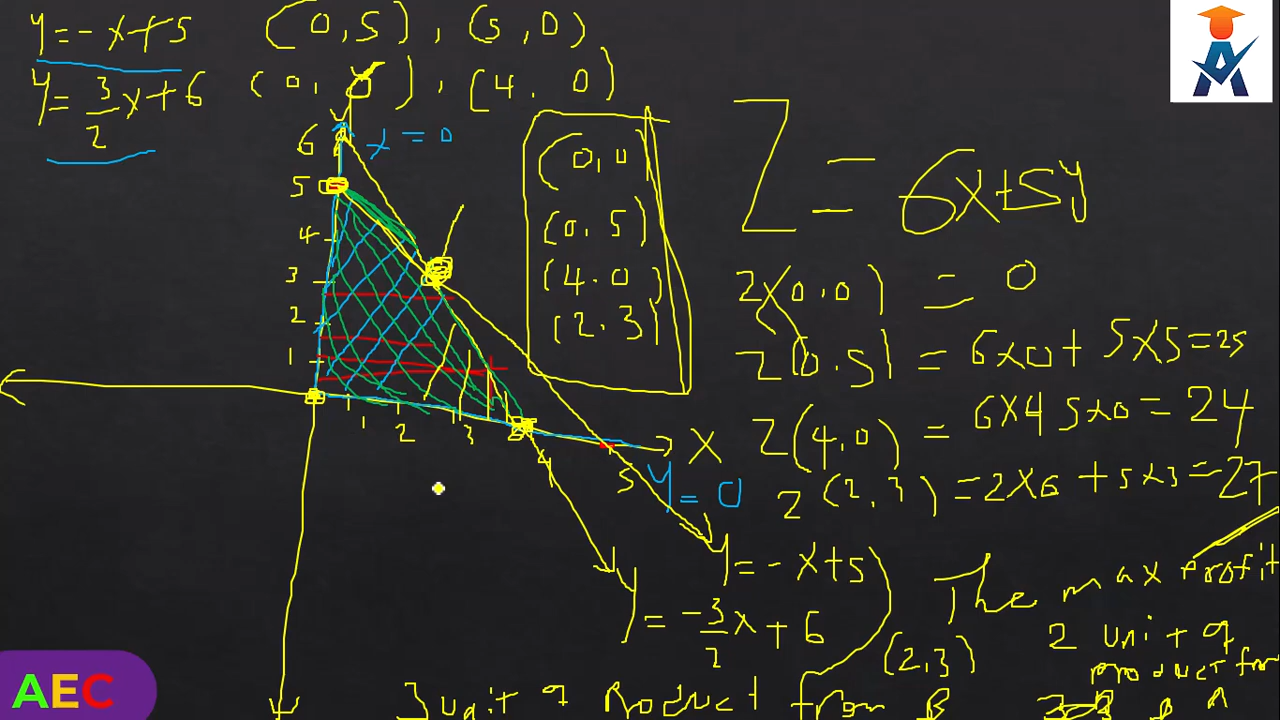 y = -x+5 (0,5), (5,0)
y = 3/2 x+6 (0, 0), (4. 0)
6
x = 0
5
4
3
2
1
1 2 3
4
5
X
y = 0
y = -x+5
y = -3/2 x + 6
(2,3)
(0,0)
(0,5)
(4.0)
(2.3)
Z = 6x+5y
Z(0.0) = 0
Z(0.5) = 6x0+ 5x5=25
Z(4.0) = 6x4 5x0=24
Z(2,3) = 2x6 + 5x3=27
The max profit
2 unit of
product from
A
3 unit of product from B
AEC